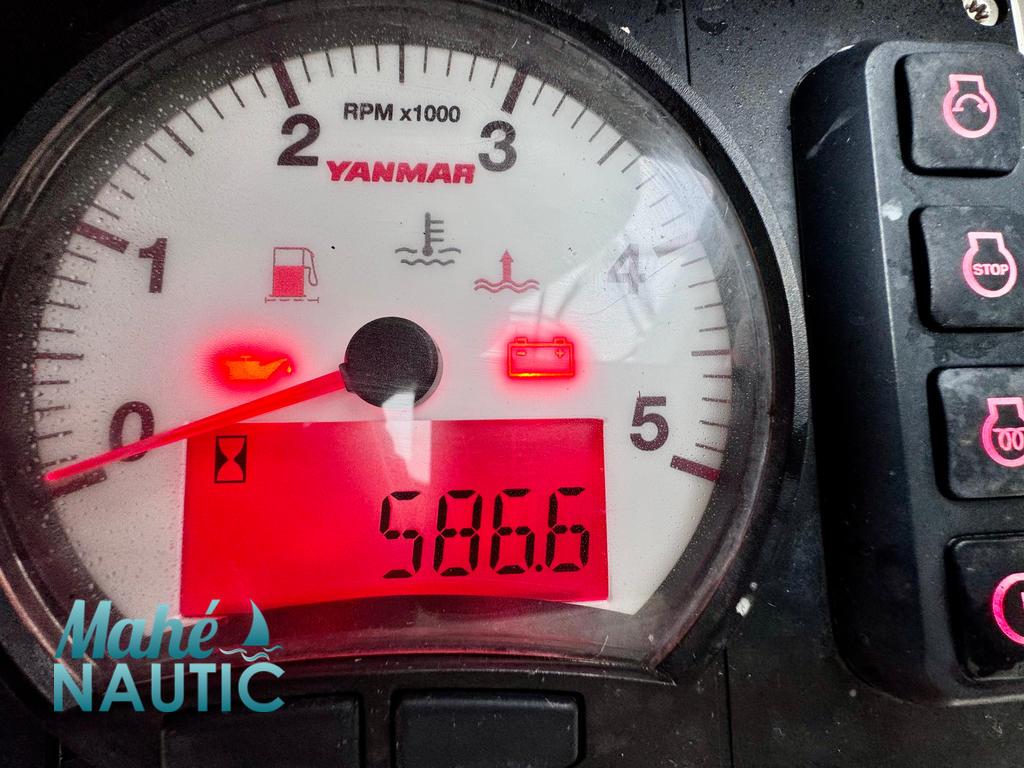 RPM x1000
2
3
YANMAR
1
4
0
5
586.6
STOP
Mahé
NAUTIC